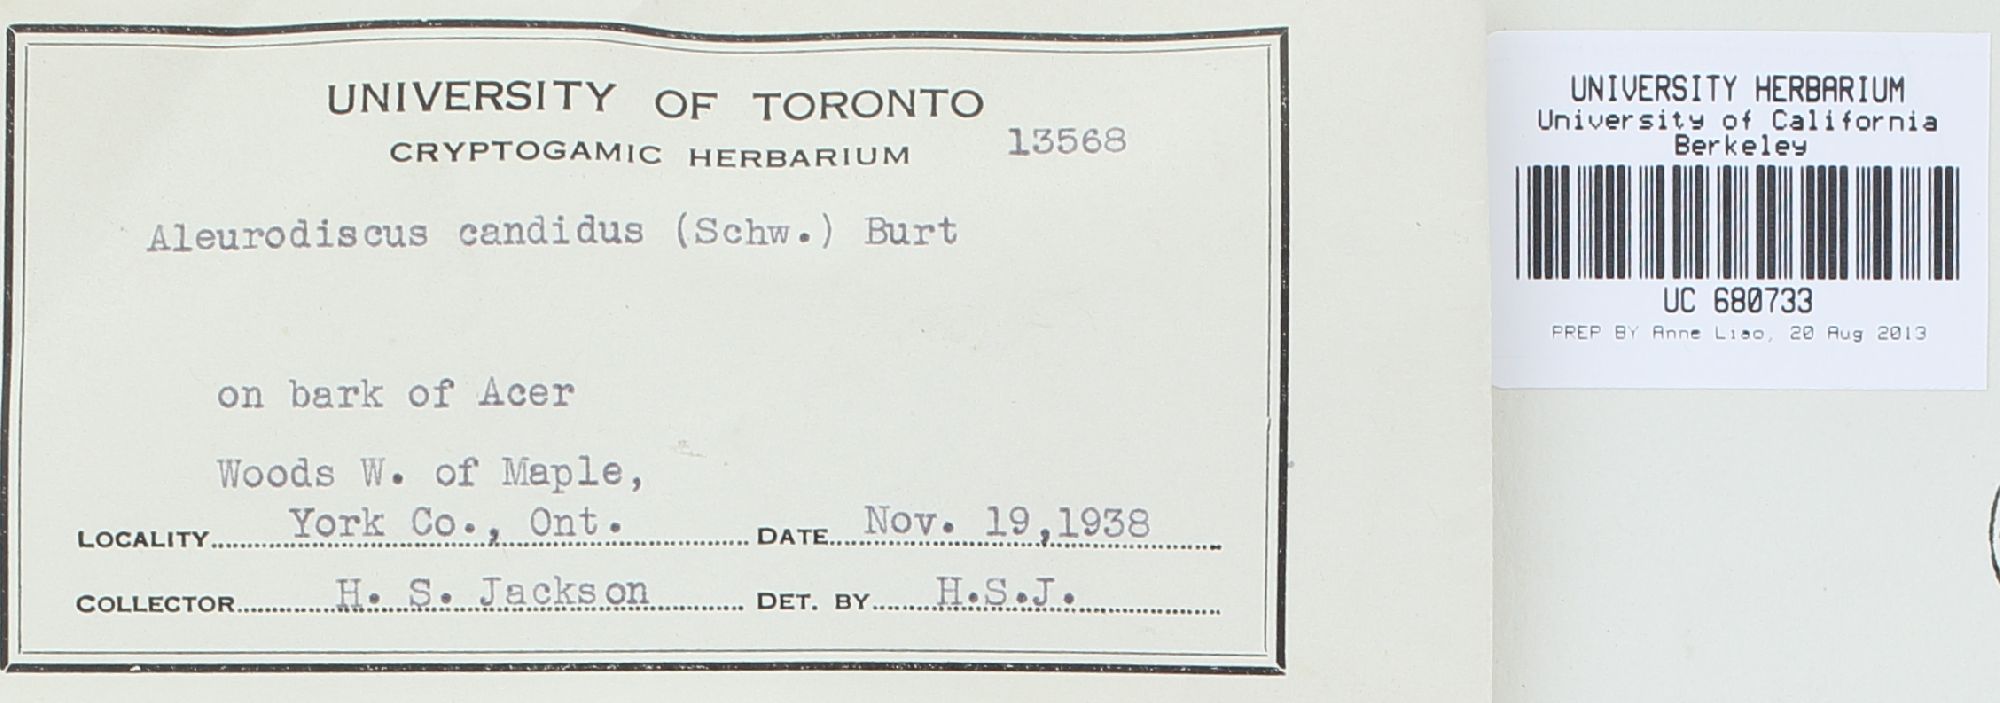 UNIVERSITY OF TORONTO
CRYPTOGAMIC HERBARIUM 13568
Aleurodiscus candidus (Schw.) Burt
on bark of Acer
Woods W. of Maple,
LOCALITY York Co., Ont. DATE Nov. 19,1938
COLLECTOR H. S. Jackson DET. BY H.S.J.
UNIVERSITY HERBARIUM
University of California
Berkeley
UC 680733
PREP BY Anne Liao, 20 Aug 2013